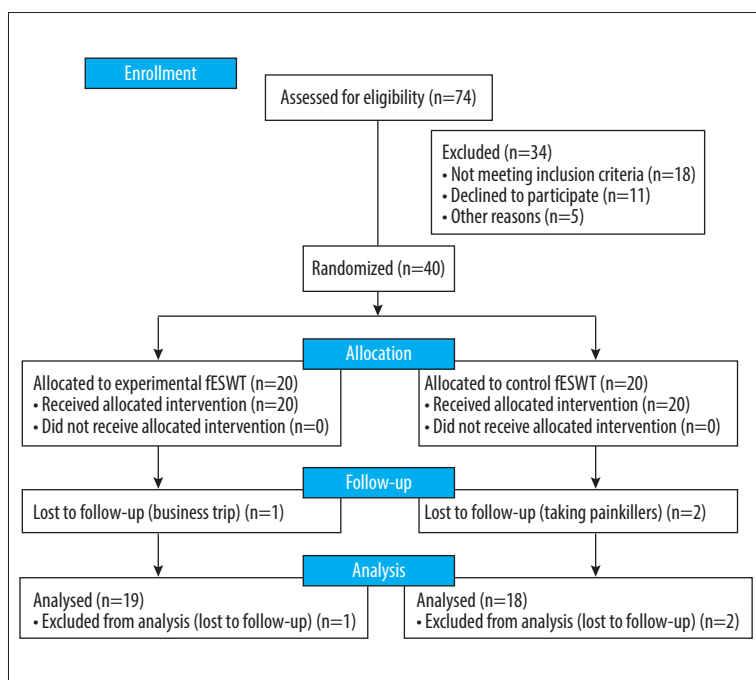 Enrollment
Assessed for eligibility (n=74)
Excluded (n=34)
• Not meeting inclusion criteria (n=18)
• Declined to participate (n=11)
• Other reasons (n=5)
Randomized (n=40)
Allocation
Allocated to experimental fESWT (n=20)
• Received allocated intervention (n=20)
• Did not receive allocated intervention (n=0)
Allocated to control fESWT (n=20)
• Received allocated intervention (n=20)
• Did not receive allocated intervention (n=0)
Follow-up
Lost to follow-up (business trip) (n=1)
Lost to follow-up (taking painkillers) (n=2)
Analysis
Analysed (n=19)
• Excluded from analysis (lost to follow-up) (n=1)
Analysed (n=18)
• Excluded from analysis (lost to follow-up) (n=2)